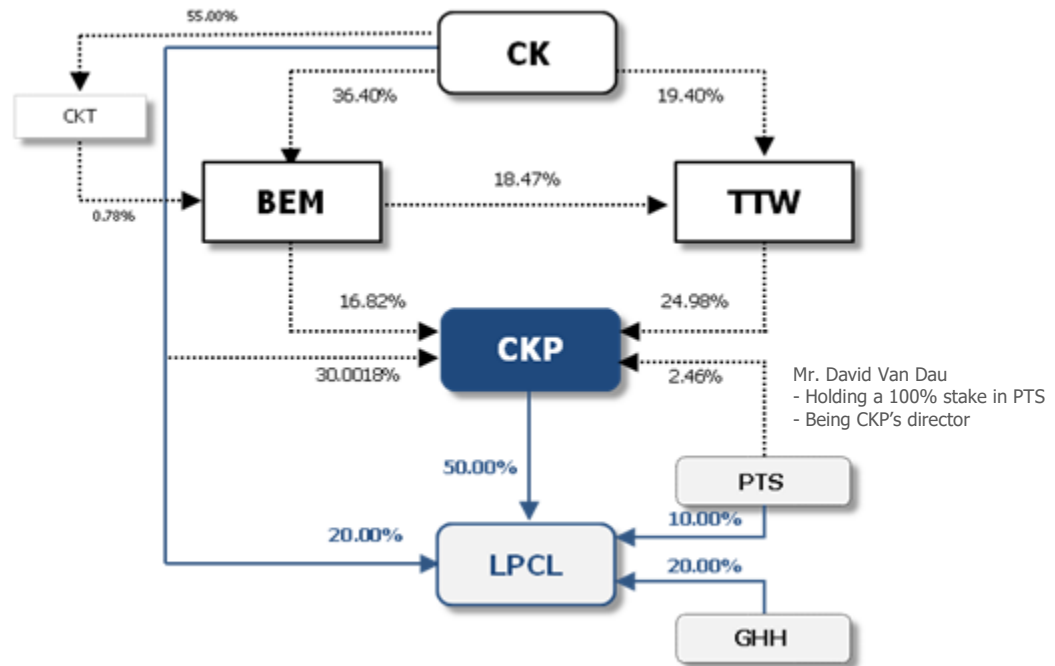 55.00%
CK
36.40%
19.40%
CKT
BEM
18.47%
TTW
0.78%
16.82%
24.98%
CKP
30.0018%
2.46%
Mr. David Van Dau
- Holding a 100% stake in PTS
- Being CKP's director
50.00%
PTS
20.00%
LPCL
10.00%
20.00%
GHH